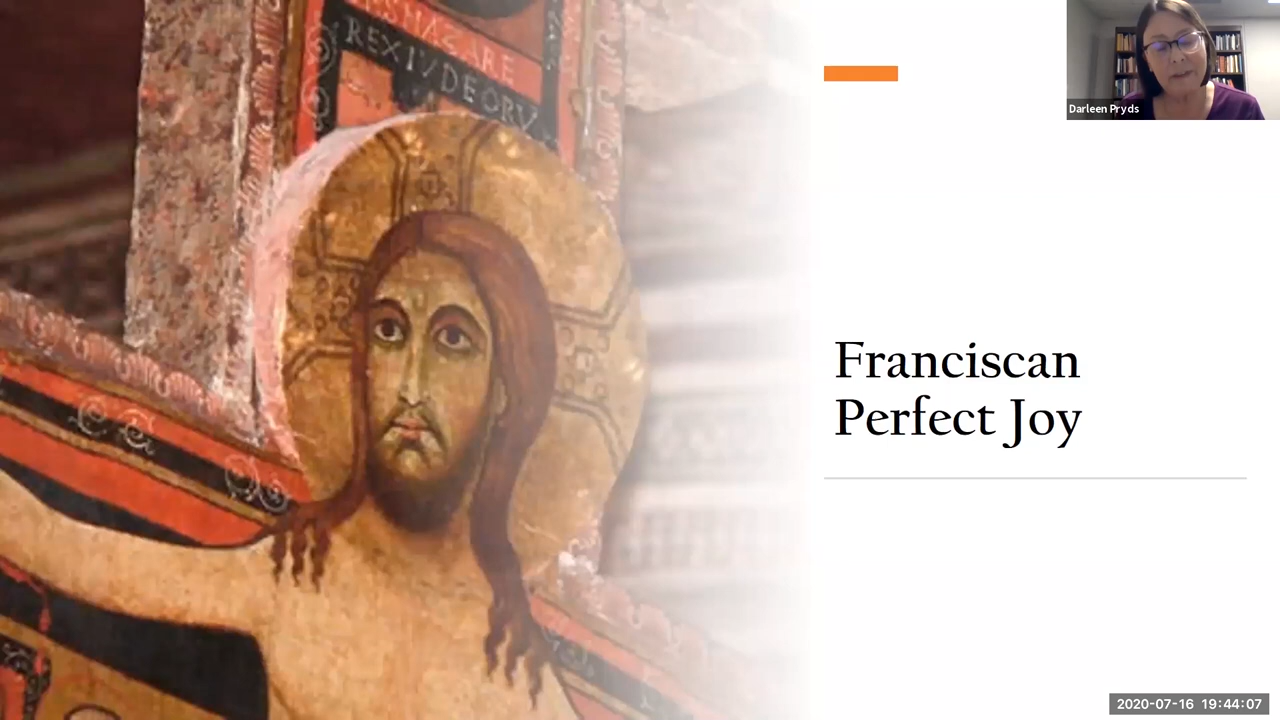 REX IVDEORV
Darleen Pryds
Franciscan
Perfect Joy
2020-07-16 19:44:07